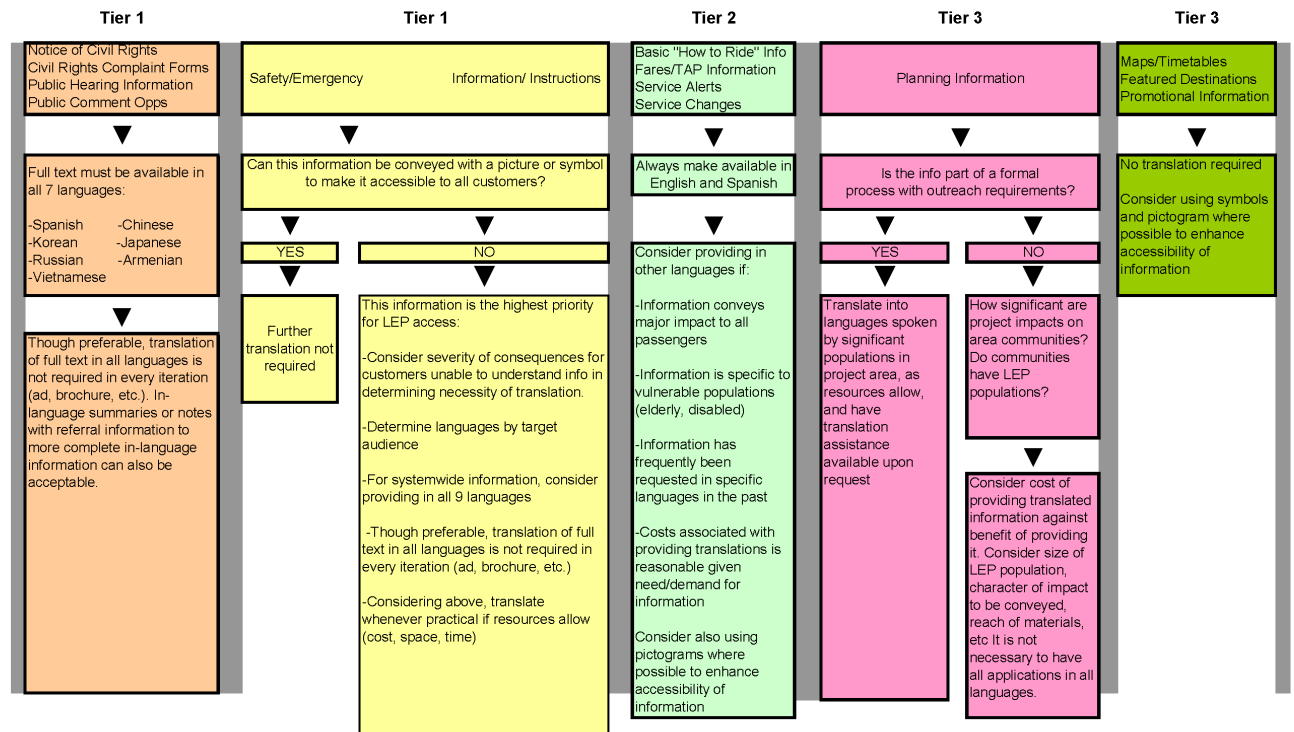 Tier 1
Notice of Civil Rights
Civil Rights Complaint Forms
Public Hearing Information
Public Comment Opps
Full text must be available in
all 7 languages:
-Spanish -Chinese
-Korean -Japanese
-Russian -Armenian
-Vietnamese
Though preferable, translation
of full text in all languages is
not required in every iteration
(ad, brochure, etc.). In-
language summaries or notes
with referral information to
more complete in-language
information can also be
acceptable.
Tier 1
Safety/Emergency Information/ Instructions
Can this information be conveyed with a picture or symbol
to make it accessible to all customers?
YES
Further
translation not
required
NO
This information is the highest priority
for LEP access:
-Consider severity of consequences for
customers unable to understand info in
determining necessity of translation.
-Determine languages by target
audience
-For systemwide information, consider
providing in all 9 languages
-Though preferable, translation of full
text in all languages is not required in
every iteration (ad, brochure, etc.)
-Considering above, translate
whenever practical if resources allow
(cost, space, time)
Tier 2
Basic "How to Ride" Info
Fares/TAP Information
Service Alerts
Service Changes
Always make available in
English and Spanish
Consider providing in
other languages if:
-Information conveys
major impact to all
passengers
-Information is specific to
vulnerable populations
(elderly, disabled)
-Information has
frequently been
requested in specific
languages in the past
-Costs associated with
providing translations is
reasonable given
need/demand for
information
Consider also using
pictograms where
possible to enhance
accessibility of
information
Tier 3
Planning Information
Is the info part of a formal
process with outreach requirements?
YES
Translate into
languages spoken
by significant
populations in
project area, as
resources allow,
and have
translation
assistance
available upon
request
NO
How significant are
project impacts on
area communities?
Do communities
have LEP
populations?
Consider cost of
providing translated
information against
benefit of providing
it. Consider size of
LEP population,
character of impact
to be conveyed,
reach of materials,
etc It is not
necessary to have
all applications in all
languages.
Tier 3
Maps/Timetables
Featured Destinations
Promotional Information
No translation required
Consider using symbols
and pictogram where
possible to enhance
accessibility of
information